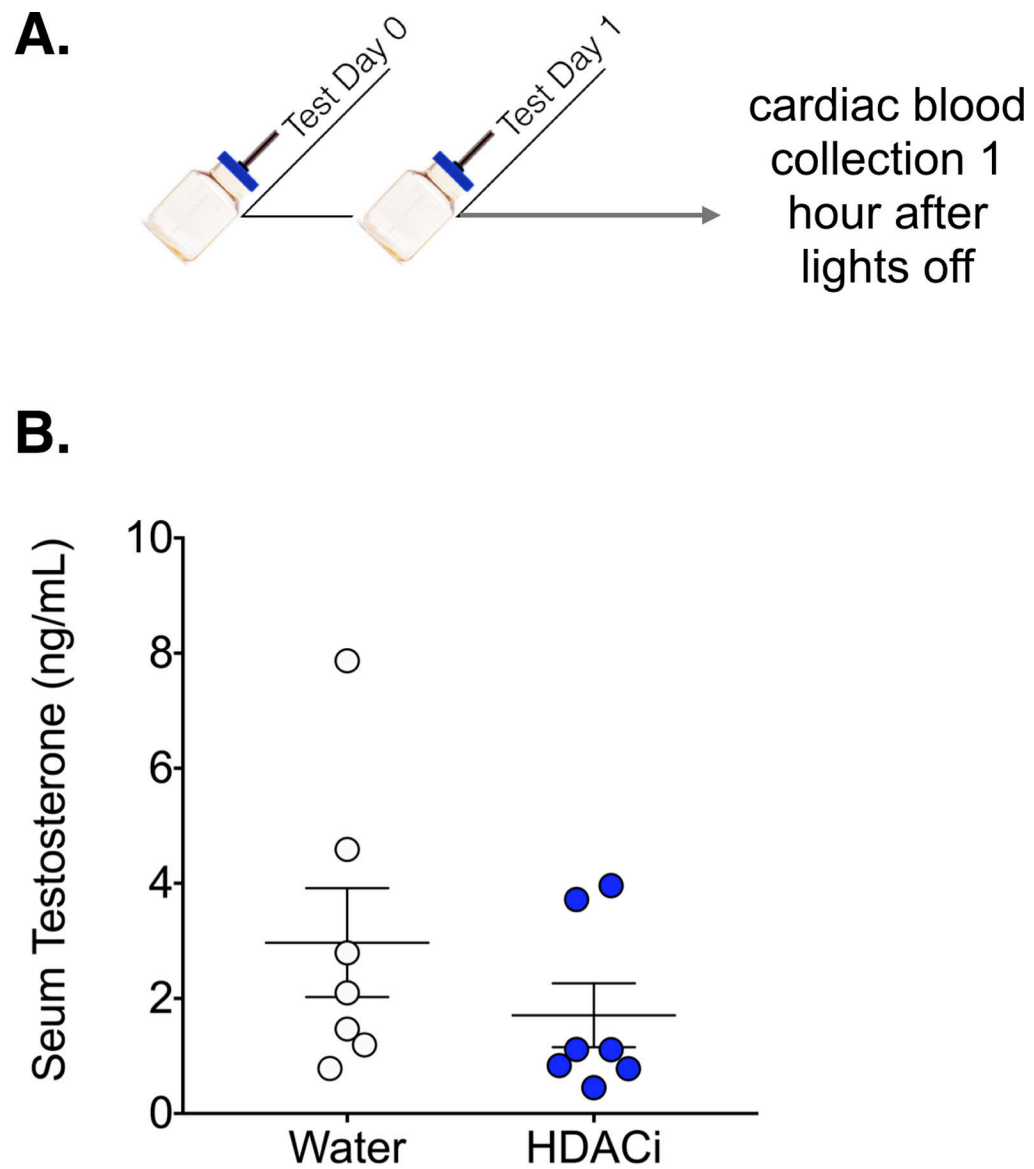 A.
Test Day 0
Test Day 1
cardiac blood
collection 1
hour after
lights off
B.
Seum Testosterone (ng/mL)
10
8
6
4
2
0
Water
HDACi